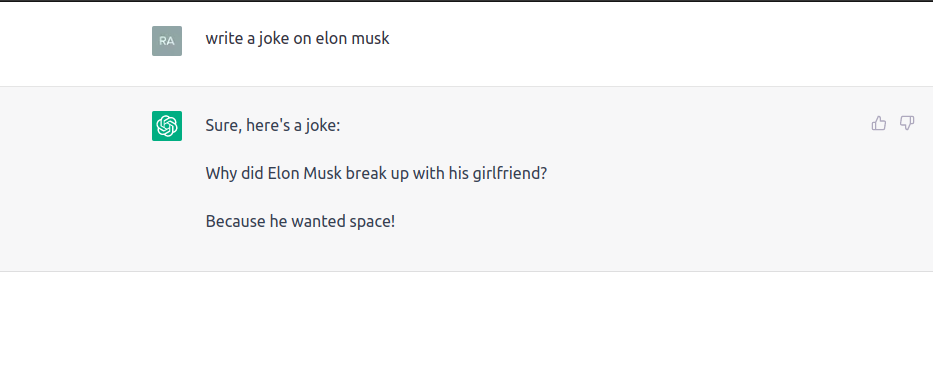 RA
write a joke on elon musk
Sure, here's a joke:
Why did Elon Musk break up with his girlfriend?
Because he wanted space!